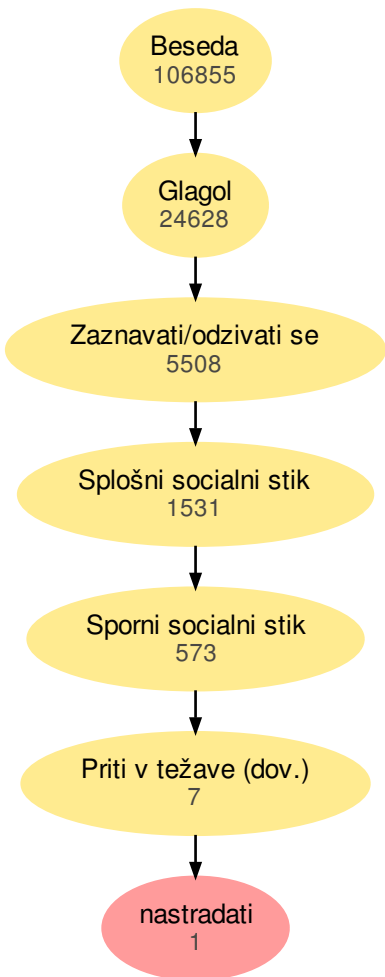 Beseda
106855
Glagol
24628
Zaznavati/odzivati se
5508
Splošni socialni stik
1531
Sporni socialni stik
573
Priti v težave (dov.)
7
nastradati
1